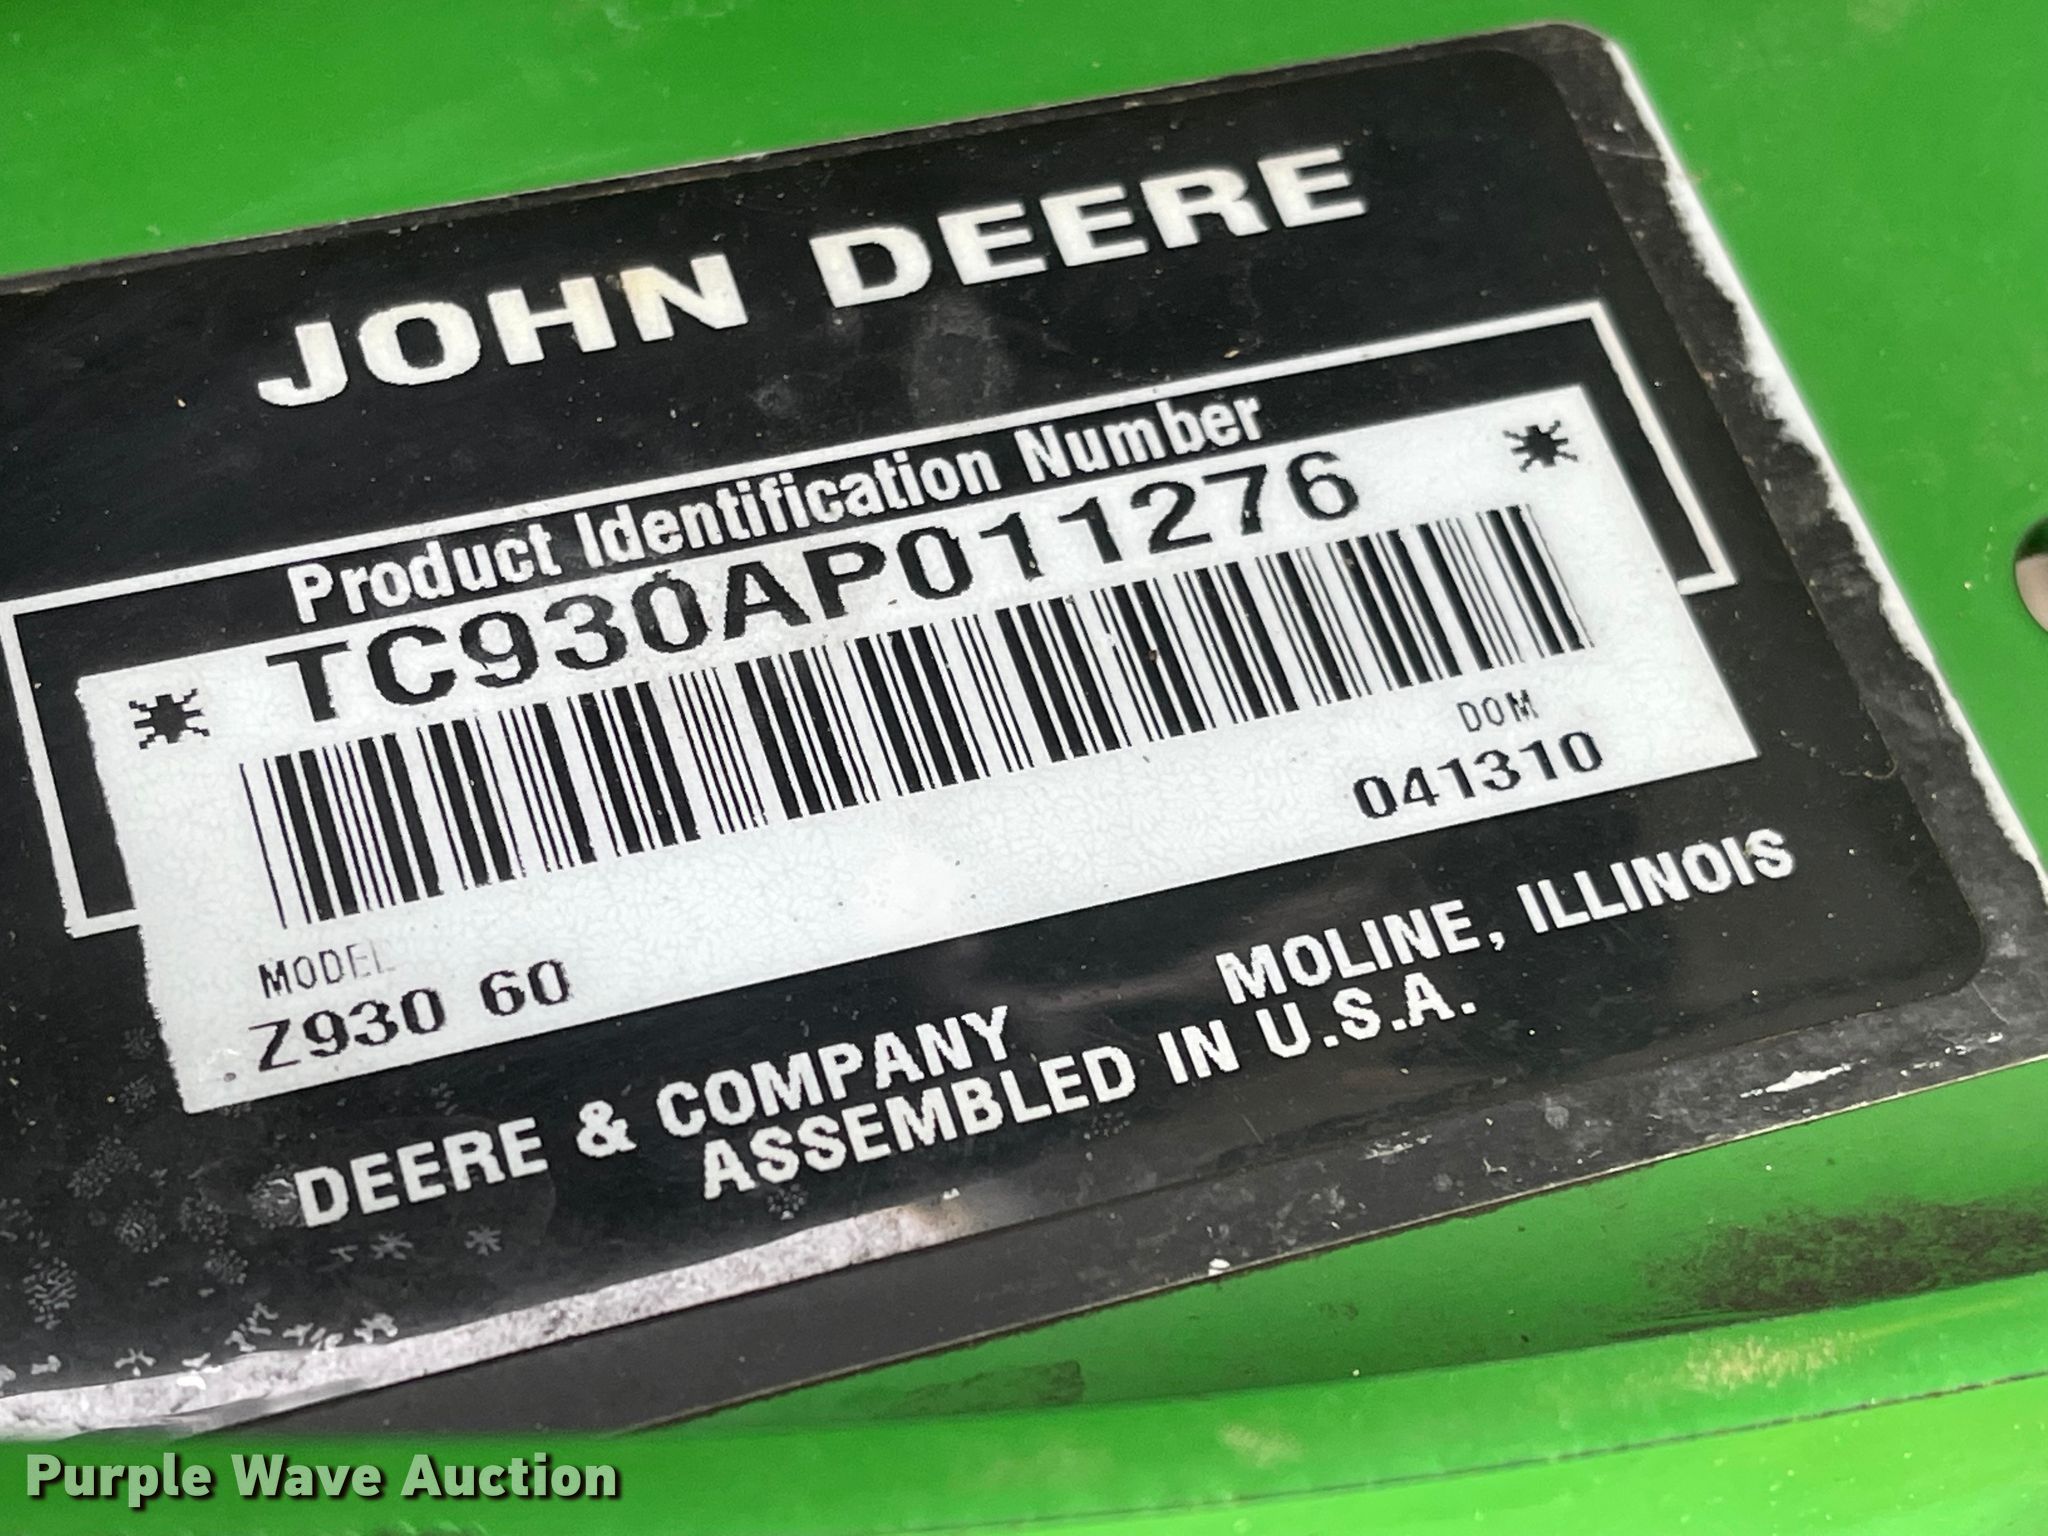 JOHN DEERE
Product Identification Number
* TC930AP011276 *
DOM
041310
MODEL
Z930 60
DEERE & COMPANY MOLINE, ILLINOIS
ASSEMBLED IN U.S.A.
Purple Wave Auction